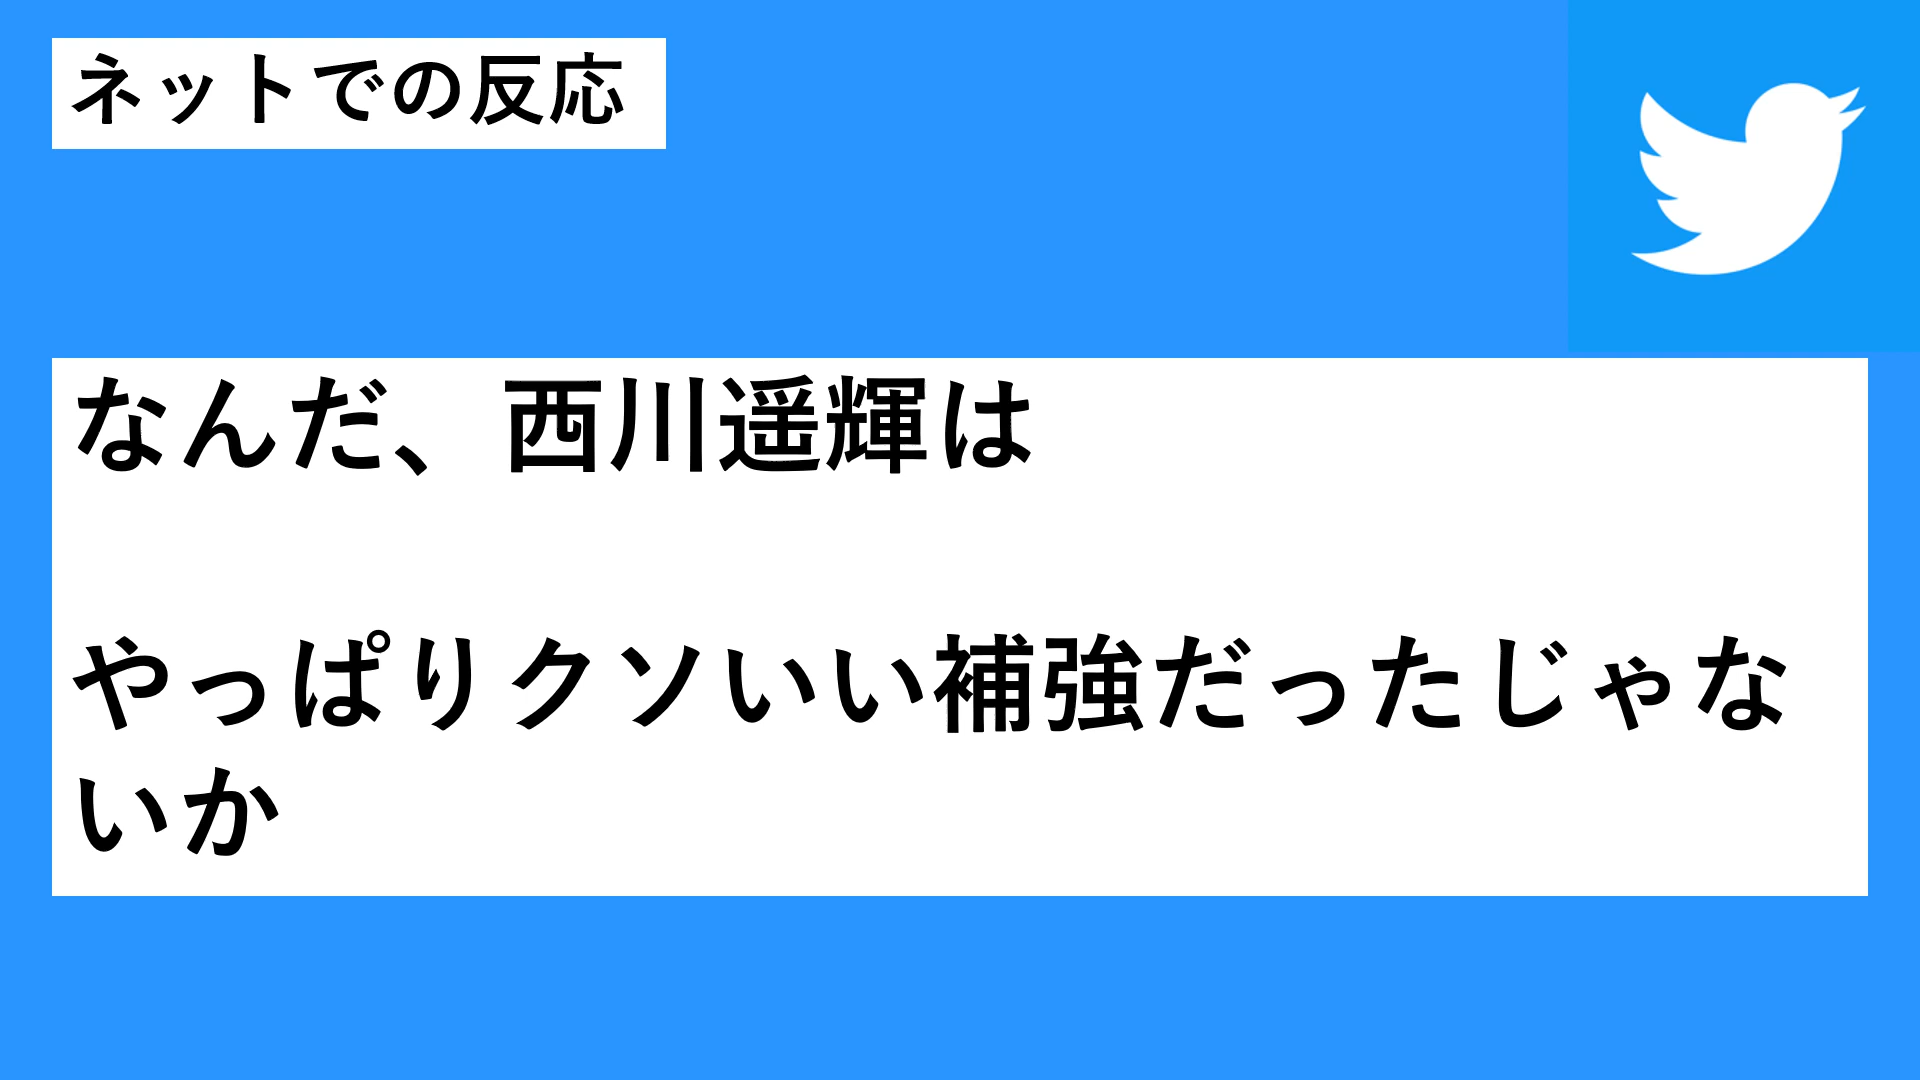 ネットでの反応
なんだ、西川遥輝は
やっぱりクソいい補強だったじゃな
いか